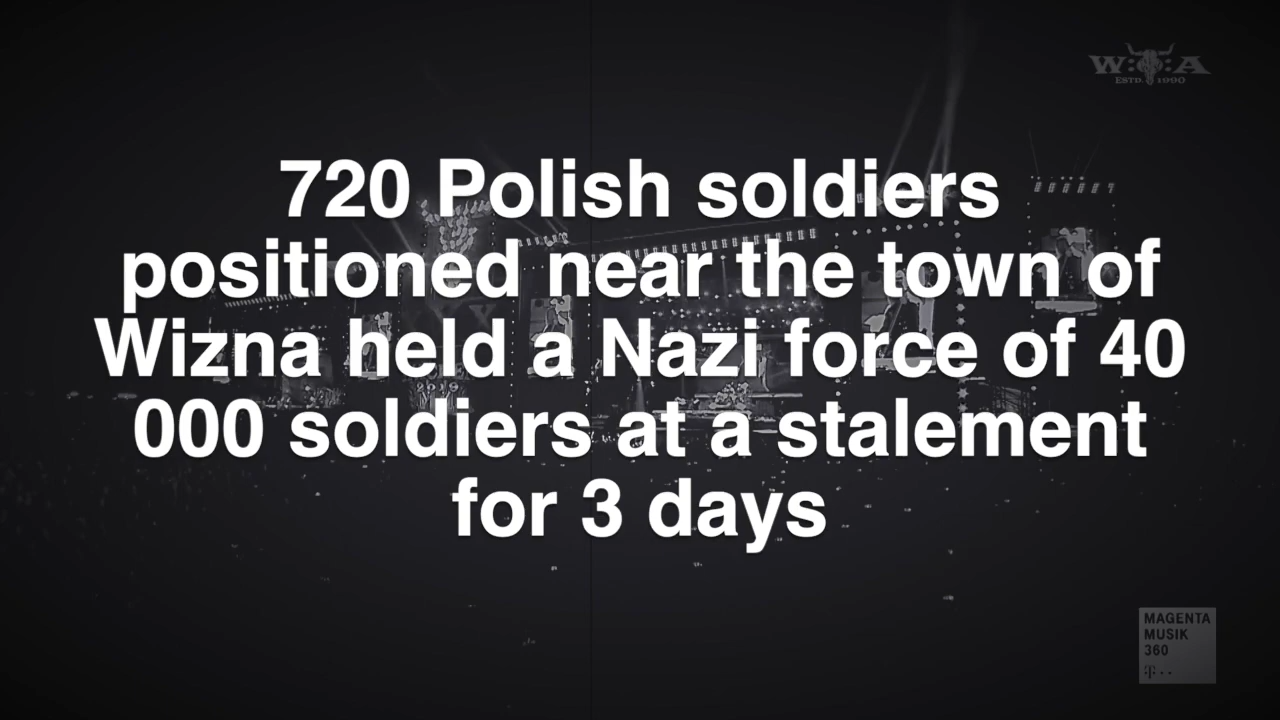 W:O:A
ESTD. 1990
720 Polish soldiers
positioned near the town of
Wizna held a Nazi force of 40
000 soldiers at a stalement
for 3 days
2019
MAGENTA
MUSIK
360
T··